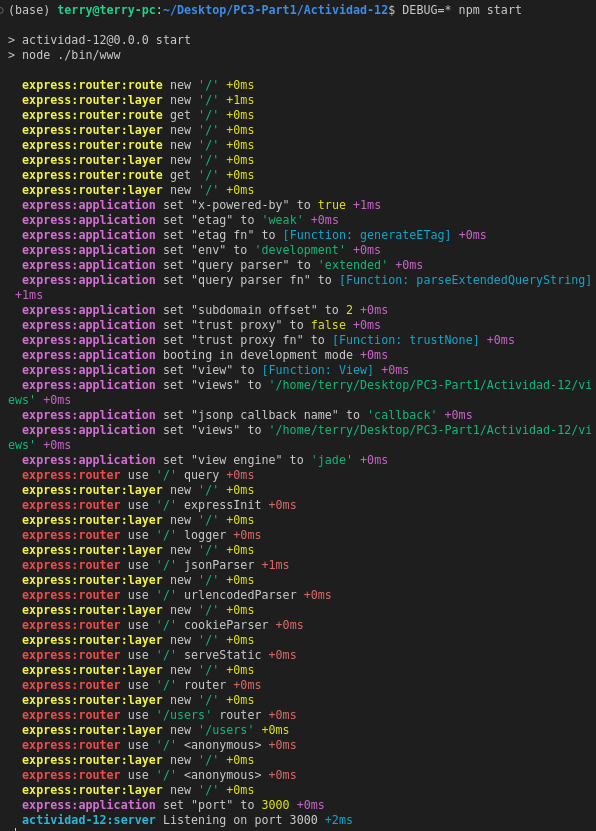 (base) terry@terry-pc:~/Desktop/PC3-Part1/Actividad-12$ DEBUG=* npm start
> actividad-12@0.0.0 start
> node ./bin/www
express:router:route new '/' +0ms
express:router:layer new '/' +1ms
express:router:route get '/' +0ms
express:router:layer new '/' +0ms
express:router:route new '/' +0ms
express:router:layer new '/' +0ms
express:router:route get '/' +0ms
express:router:layer new '/' +0ms
express:application set "x-powered-by" to true +1ms
express:application set "etag" to 'weak' +0ms
express:application set "etag fn" to [Function: generateETag] +0ms
express:application set "env" to 'development' +0ms
express:application set "query parser" to 'extended' +0ms
express:application set "query parser fn" to [Function: parseExtendedQueryString]
+1ms
express:application set "subdomain offset" to 2 +0ms
express:application set "trust proxy" to false +0ms
express:application set "trust proxy fn" to [Function: trustNone] +0ms
express:application booting in development mode +0ms
express:application set "view" to [Function: View] +0ms
express:application set "views" to '/home/terry/Desktop/PC3-Part1/Actividad-12/vi
ews' +0ms
express:application set "jsonp callback name" to 'callback' +0ms
express:application set "views" to '/home/terry/Desktop/PC3-Part1/Actividad-12/vi
ews' +0ms
express:application set "view engine" to 'jade' +0ms
express:router use '/' query +0ms
express:router:layer new '/' +0ms
express:router use '/' expressInit +0ms
express:router:layer new '/' +0ms
express:router use '/' logger +0ms
express:router:layer new '/' +0ms
express:router use '/' jsonParser +1ms
express:router:layer new '/' +0ms
express:router use '/' urlencodedParser +0ms
express:router:layer new '/' +0ms
express:router use '/' cookieParser +0ms
express:router:layer new '/' +0ms
express:router use '/' serveStatic +0ms
express:router:layer new '/' +0ms
express:router use '/' router +0ms
express:router:layer new '/' +0ms
express:router use '/users' router +0ms
express:router:layer new '/users' +0ms
express:router use '/' <anonymous> +0ms
express:router:layer new '/' +0ms
express:router use '/' <anonymous> +0ms
express:router:layer new '/' +0ms
express:application set "port" to 3000 +0ms
actividad-12:server Listening on port 3000 +2ms